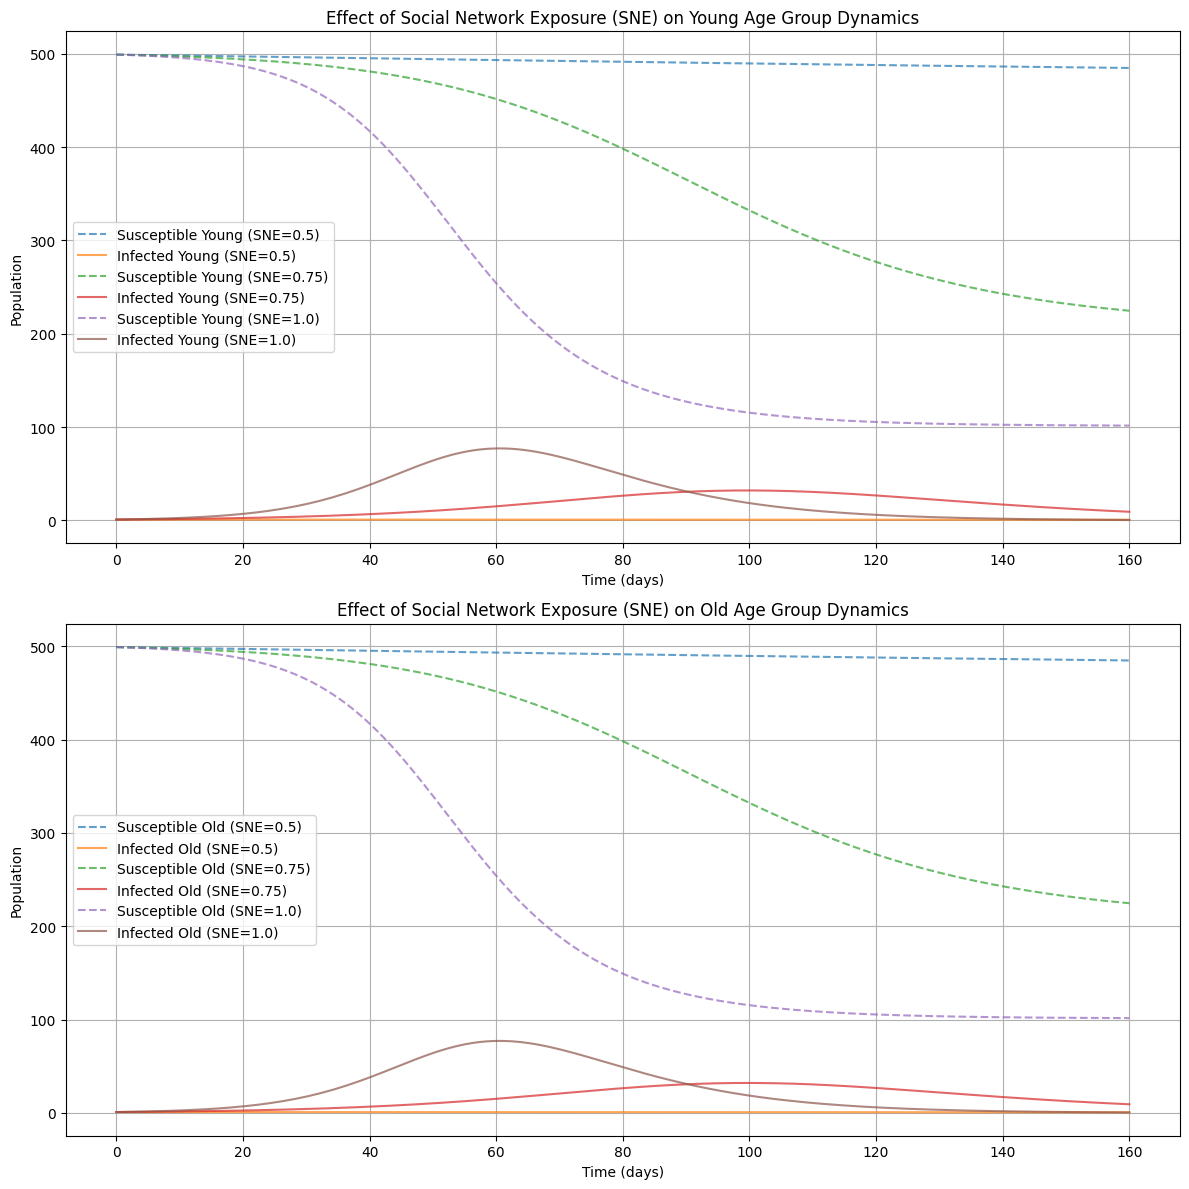 Effect of Social Network Exposure (SNE) on Young Age Group Dynamics
500
400
300
200
100
0
Population
Susceptible Young (SNE=0.5)
Infected Young (SNE=0.5)
Susceptible Young (SNE=0.75)
Infected Young (SNE=0.75)
Susceptible Young (SNE=1.0)
Infected Young (SNE=1.0)
0 20 40 60 80 100 120 140 160
Time (days)
Effect of Social Network Exposure (SNE) on Old Age Group Dynamics
500
400
300
200
100
0
Population
Susceptible Old (SNE=0.5)
Infected Old (SNE=0.5)
Susceptible Old (SNE=0.75)
Infected Old (SNE=0.75)
Susceptible Old (SNE=1.0)
Infected Old (SNE=1.0)
0 20 40 60 80 100 120 140 160
Time (days)